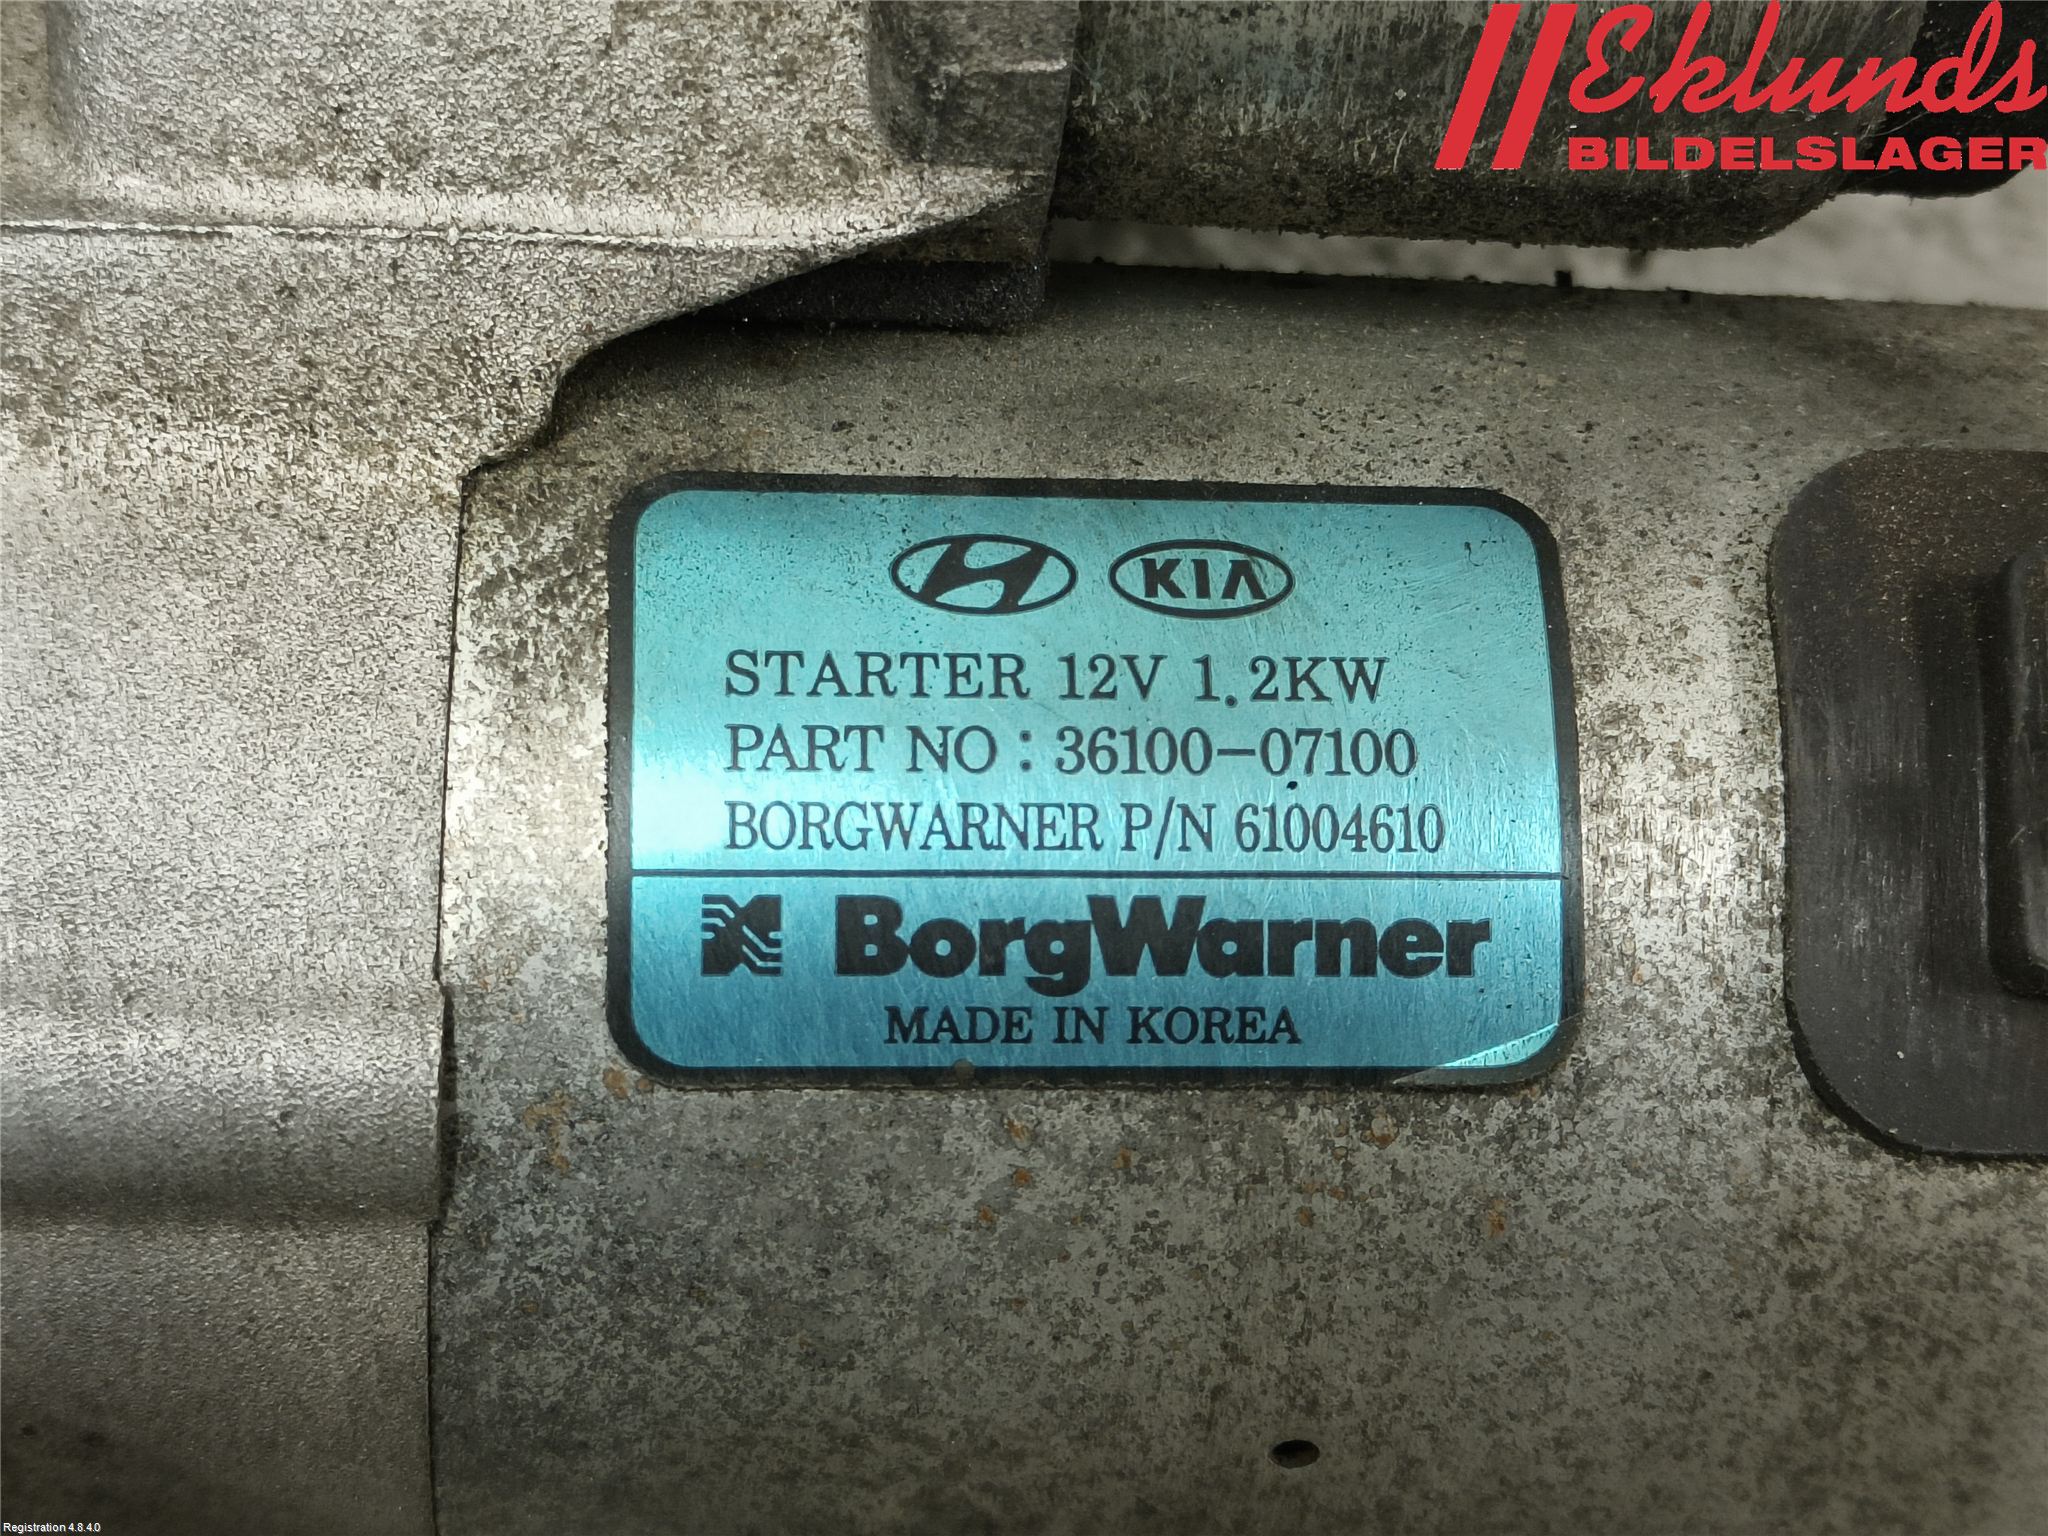 Eklunds
BILDELSLAGER
KIA
STARTER 12V 1.2KW
PART NO : 36100-07100
BORGWARNER P/N 61004610
BorgWarner
MADE IN KOREA
Registration 4.8.4.0